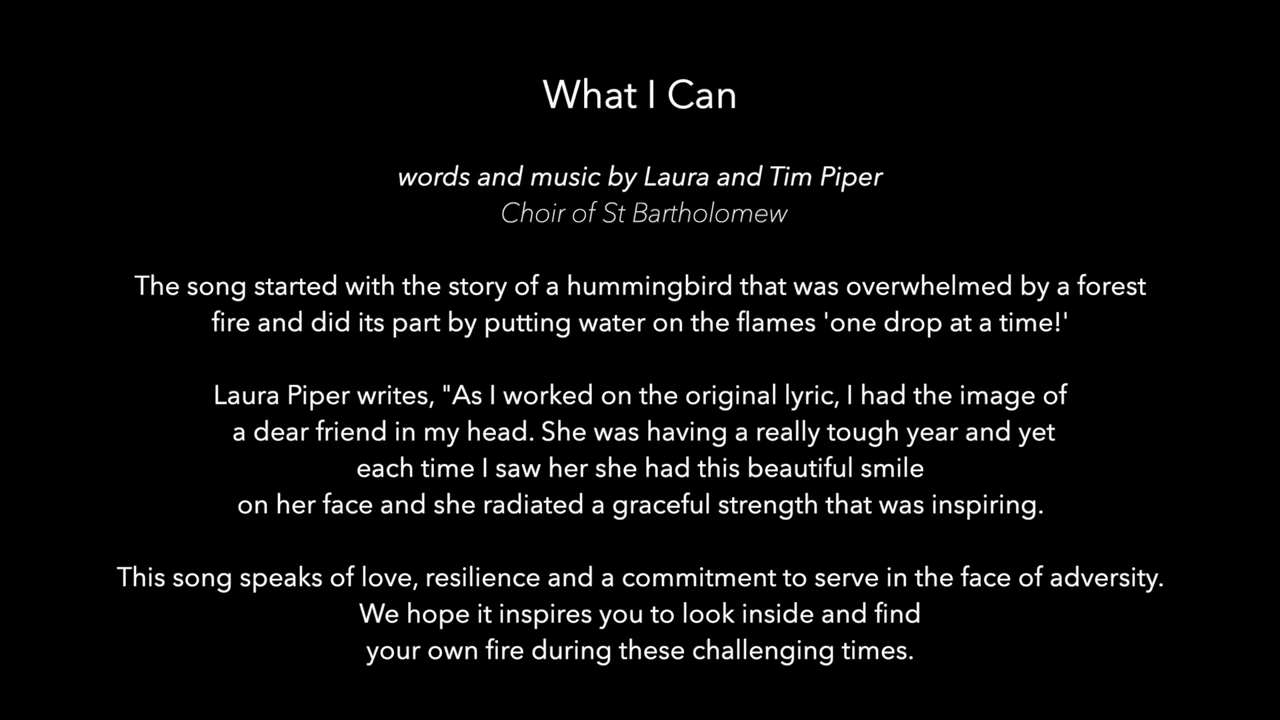 What I Can
words and music by Laura and Tim Piper
Choir of St Bartholomew
The song started with the story of a hummingbird that was overwhelmed by a forest
fire and did its part by putting water on the flames 'one drop at a time!'
Laura Piper writes, "As I worked on the original lyric, I had the image of
a dear friend in my head. She was having a really tough year and yet
each time I saw her she had this beautiful smile
on her face and she radiated a graceful strength that was inspiring.
This song speaks of love, resilience and a commitment to serve in the face of adversity.
We hope it inspires you to look inside and find
your own fire during these challenging times.